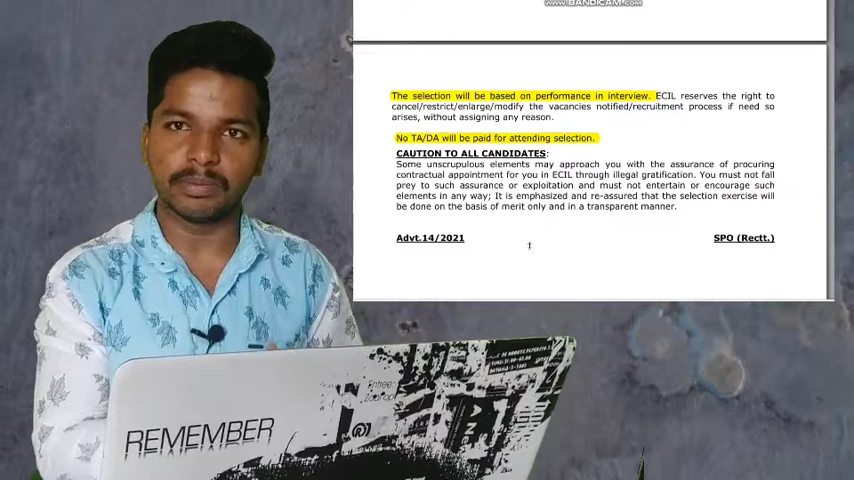 WWW.BANDICAM.COM
The selection will be based on performance in interview. ECIL reserves the right to
cancel/restrict/enlarge/modify the vacancies notified/recruitment process if need so
arises, without assigning any reason.
No TA/DA will be paid for attending selection.
CAUTION TO ALL CANDIDATES:
Some unscrupulous elements may approach you with the assurance of procuring
contractual appointment for you in ECIL through illegal gratification. You must not fall
prey to such assurance or exploitation and must not entertain or encourage such
elements in any way; It is emphasized and re-assured that the selection exercise will
be done on the basis of merit only and in a transparent manner.
Advt.14/2021 SPO (Rectt.)
REMEMBER